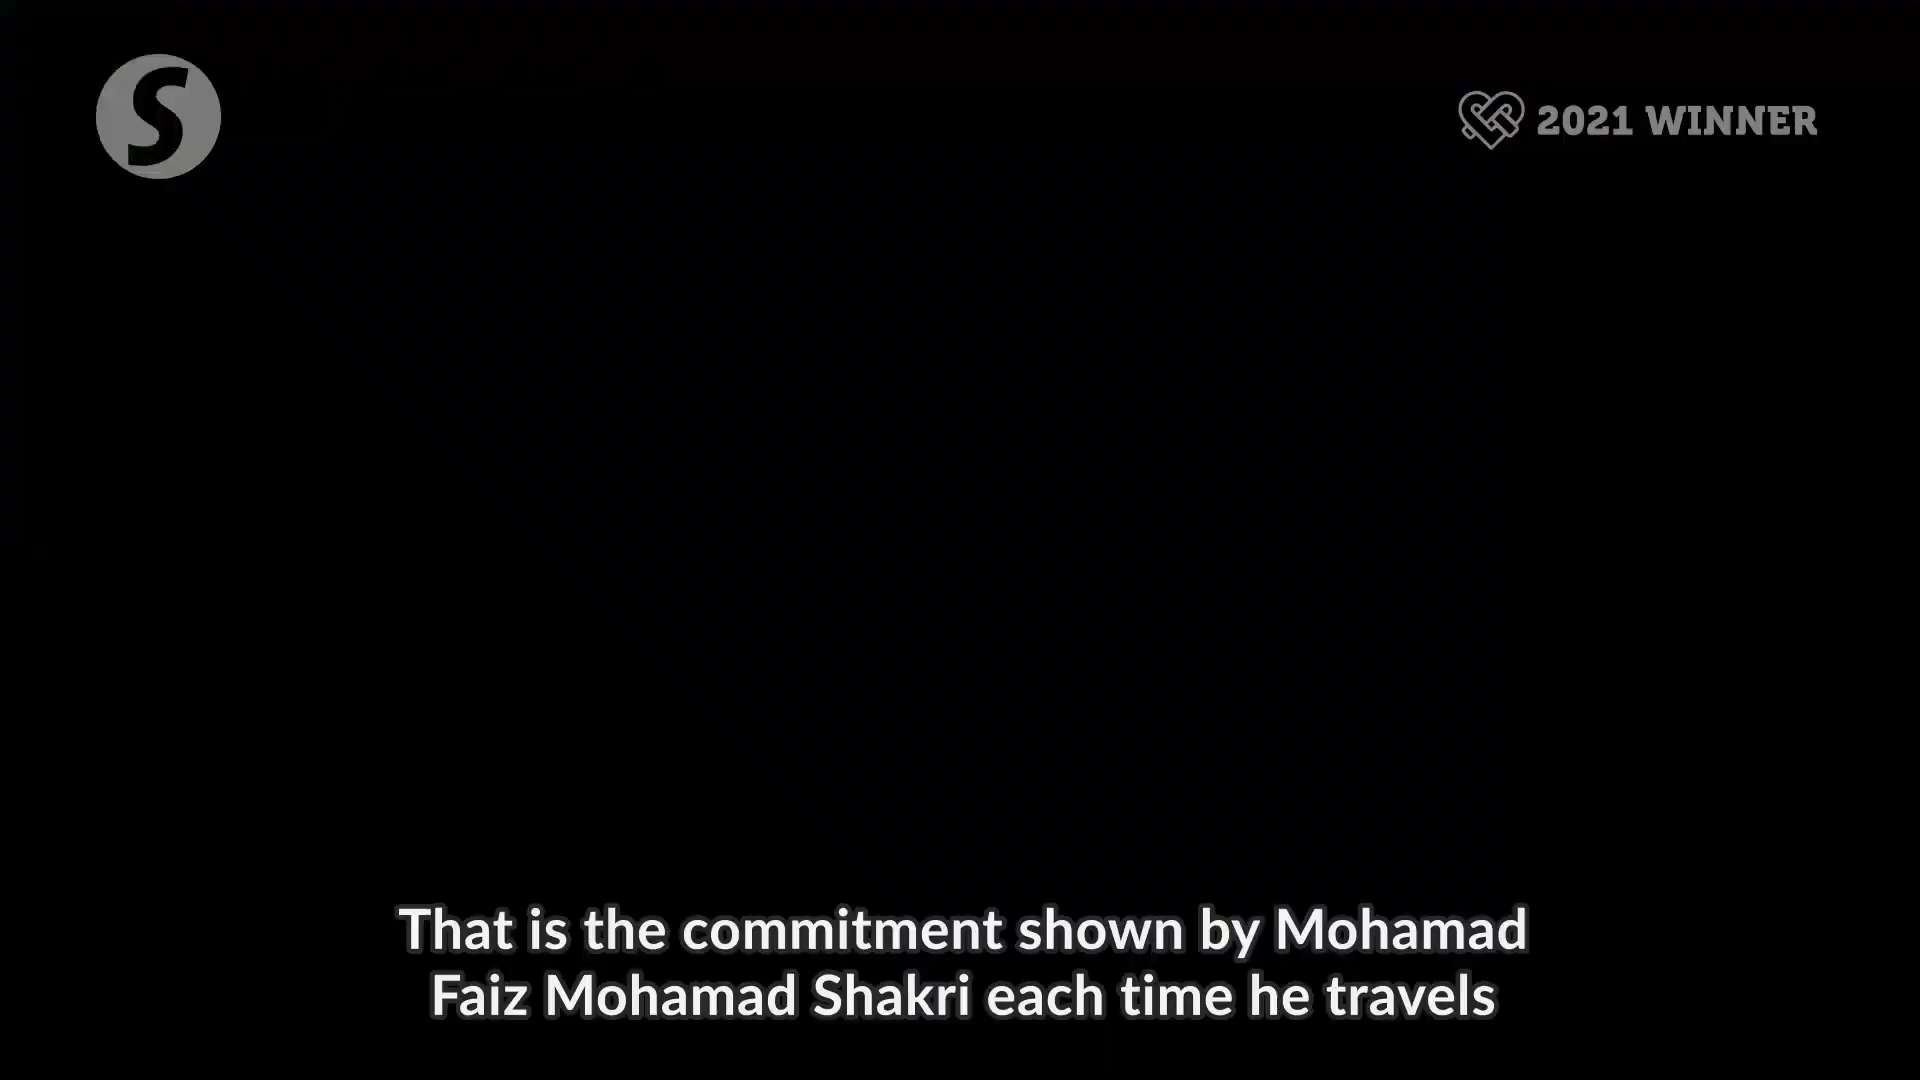 S
2021 WINNER
That is the commitment shown by Mohamad
Faiz Mohamad Shakri each time he travels